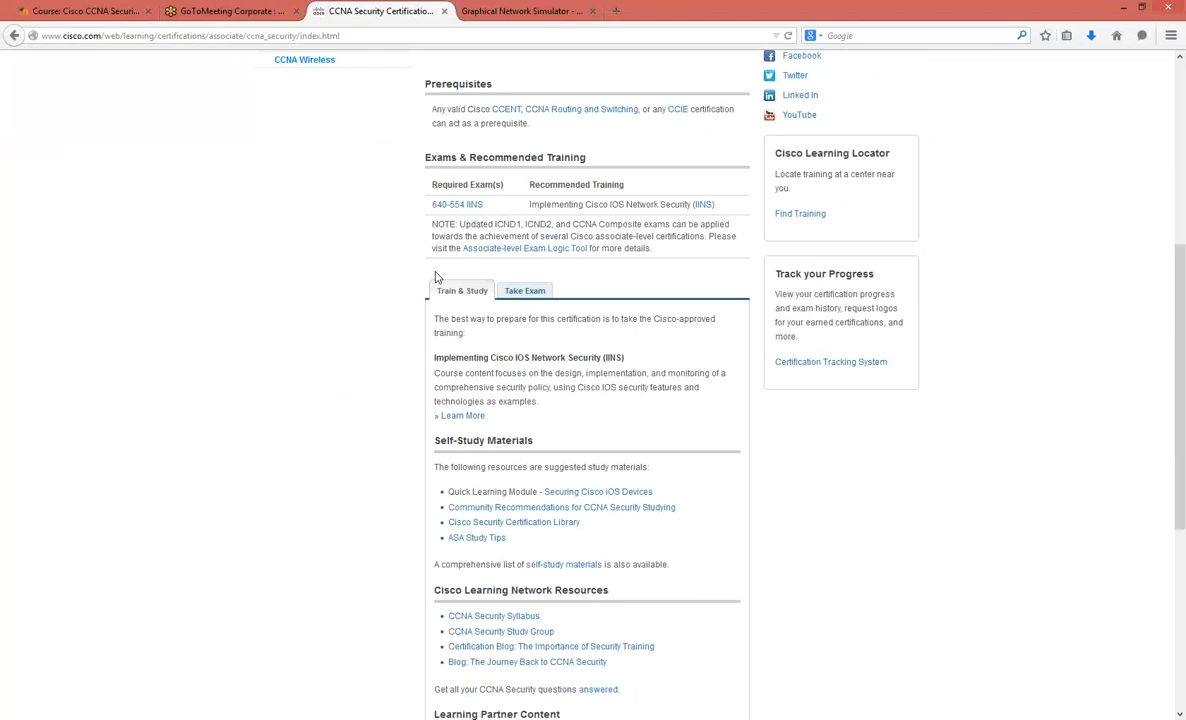 Course: Cisco CCNA Securi...
GoToMeeting Corporate : ...
CCNA Security Certificatio...
Graphical Network Simulator - ...
www.cisco.com/web/learning/certifications/associate/ccna_security/index.html
Google
CCNA Wireless
Prerequisites
Any valid Cisco CCENT, CCNA Routing and Switching, or any CCIE certification
can act as a prerequisite.
Exams & Recommended Training
Required Exam(s) Recommended Training
640-554 IINS Implementing Cisco IOS Network Security (IINS)
NOTE: Updated ICND1, ICND2, and CCNA Composite exams can be applied
towards the achievement of several Cisco associate-level certifications. Please
visit the Associate-level Exam Logic Tool for more details.
Train & Study Take Exam
The best way to prepare for this certification is to take the Cisco-approved
training:
Implementing Cisco IOS Network Security (IINS)
Course content focuses on the design, implementation, and monitoring of a
comprehensive security policy, using Cisco IOS security features and
technologies as examples.
» Learn More
Self-Study Materials
The following resources are suggested study materials:
• Quick Learning Module - Securing Cisco iOS Devices
• Community Recommendations for CCNA Security Studying
• Cisco Security Certification Library
• ASA Study Tips
A comprehensive list of self-study materials is also available.
Cisco Learning Network Resources
• CCNA Security Syllabus
• CCNA Security Study Group
• Certification Blog: The Importance of Security Training
• Blog: The Journey Back to CCNA Security
Get all your CCNA Security questions answered.
Learning Partner Content
Facebook
Twitter
Linked In
YouTube
Cisco Learning Locator
Locate training at a center near
you.
Find Training
Track your Progress
View your certification progress
and exam history, request logos
for your earned certifications, and
more.
Certification Tracking System